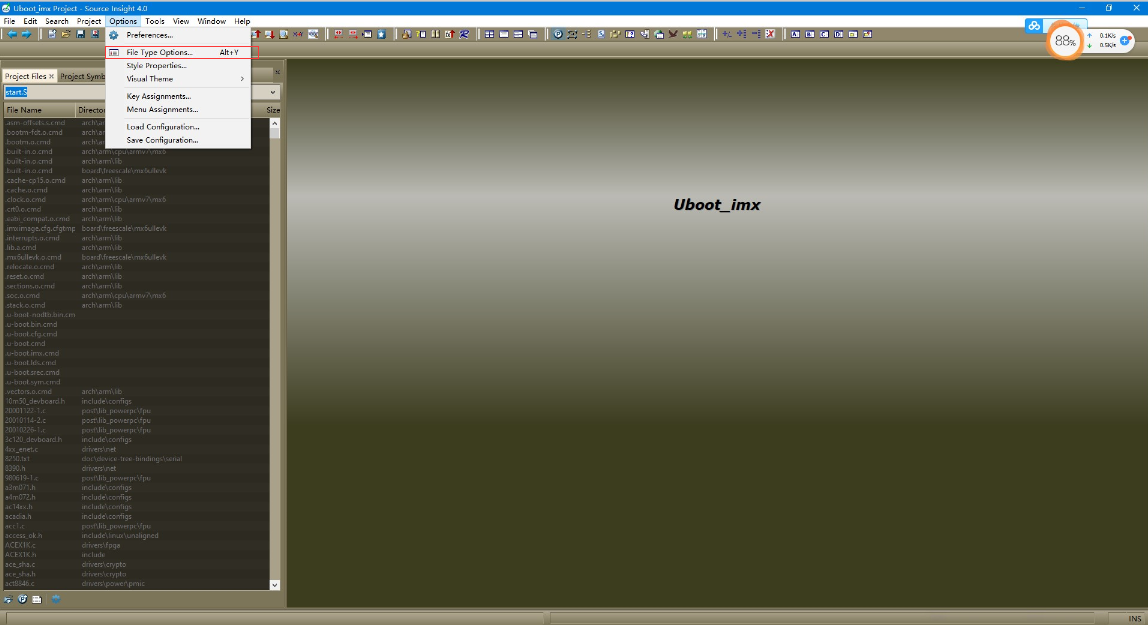 Uboot_imx Project - Source Insight 4.0
File Edit Search Project Options Tools View Window Help
Preferences...
File Type Options... Alt+Y
Style Properties...
Visual Theme
Key Assignments...
Menu Assignments...
Load Configuration...
Save Configuration...
88%
0.1K/s
0.5K/s
Project Files Project Symb
start.S
File Name Director Size
.asm-offsets.o.cmd
.bootm-fdt.o.cmd
.bootm.o.cmd
.built-in.o.cmd arch\arm\cpu\armv7\mx6
.built-in.o.cmd arch\arm\lib
.built-in.o.cmd board\freescale\mx6ullevk
.cache-cp15.o.cmd arch\arm\lib
.cache.o.cmd arch\arm\lib
.clock.o.cmd arch\arm\cpu\armv7\mx6
.crt0.o.cmd arch\arm\lib
.eabi_compat.o.cmd arch\arm\lib
.imximage.cfg.cfgtmp board\freescale\mx6ullevk
.interrupts.o.cmd arch\arm\lib
.lib.a.cmd arch\arm\lib
.mx6ullevk.o.cmd board\freescale\mx6ullevk
.relocate.o.cmd arch\arm\lib
.reset.o.cmd arch\arm\lib
.sections.o.cmd arch\arm\lib
.soc.o.cmd arch\arm\cpu\armv7\mx6
.stack.o.cmd arch\arm\lib
.u-boot-nodtb.bin.cm
.u-boot.bin.cmd
.u-boot.cfg.cmd
.u-boot.cmd
.u-boot.imx.cmd
.u-boot.lds.cmd
.u-boot.srec.cmd
.u-boot.sym.cmd
.vectors.o.cmd arch\arm\lib
10m50_devboard.h include\configs
20001122-1.c post\lib_powerpc\fpu
20010114-2.c post\lib_powerpc\fpu
20010226-1.c post\lib_powerpc\fpu
3c120_devboard.h include\configs
4xx_enet.c drivers\net
8250.txt doc\device-tree-bindings\serial
8390.h drivers\net
980619-1.c post\lib_powerpc\fpu
a3m071.h include\configs
a4m072.h include\configs
ac14xx.h include\configs
acadia.h include\configs
acc1.c post\lib_powerpc\fpu
access_ok.h include\linux\unaligned
ACEX1K.c drivers\fpga
ACEX1K.h include
ace_sha.c drivers\crypto
ace_sha.h drivers\crypto
act8846.c drivers\power\pmic
Uboot_imx
INS